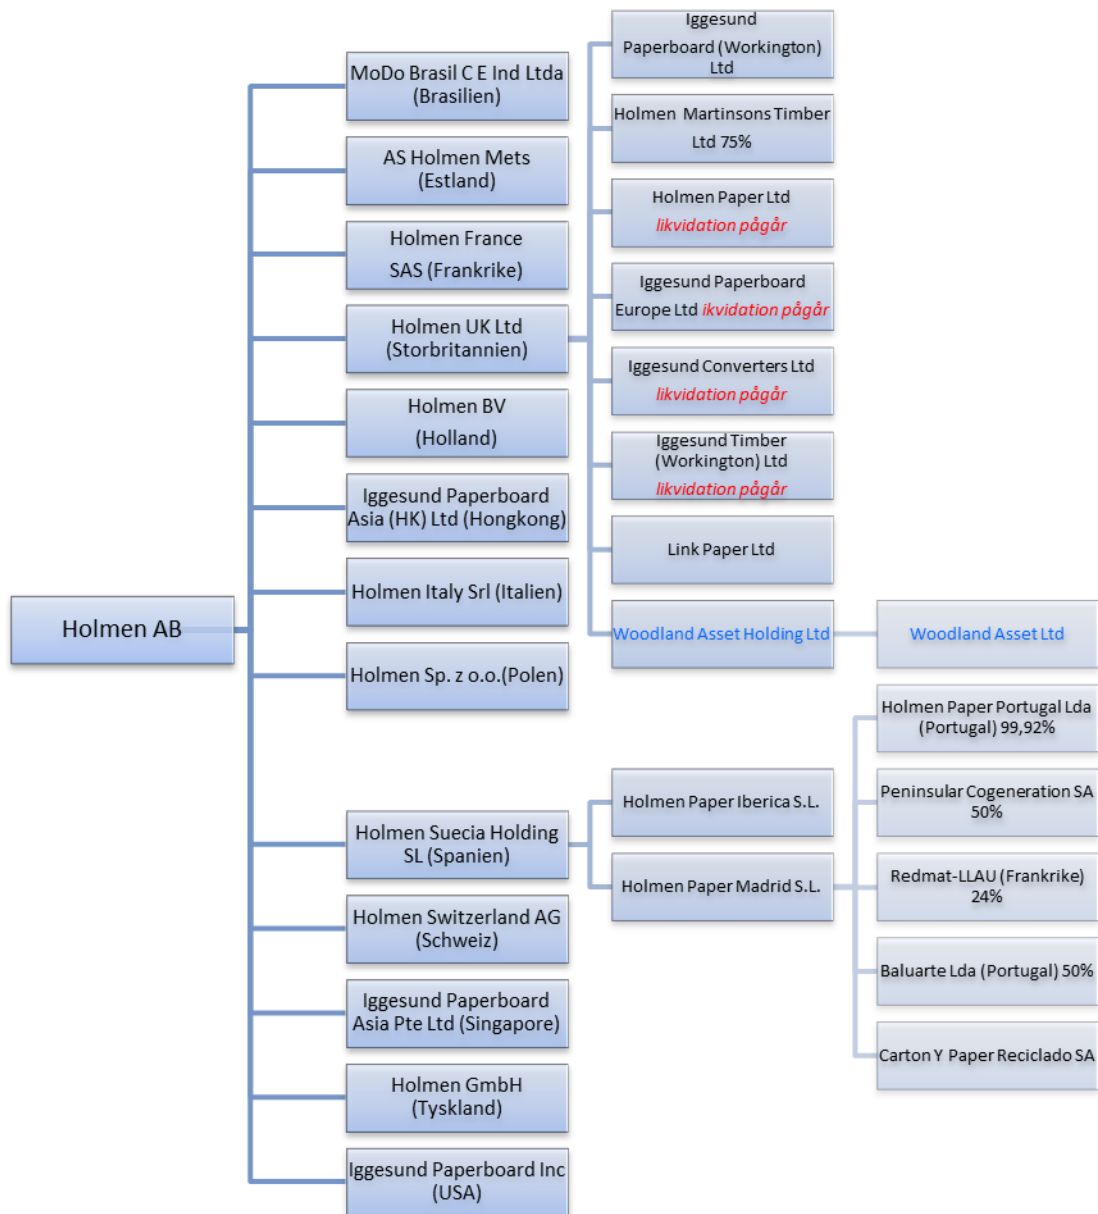 Holmen AB
MoDo Brasil C E Ind Ltda
(Brasilien)
AS Holmen Mets
(Estland)
Holmen France
SAS (Frankrike)
Holmen UK Ltd
(Storbritannien)
Holmen BV
(Holland)
Iggesund Paperboard
Asia (HK) Ltd (Hongkong)
Holmen Italy Srl (Italien)
Holmen Sp. z o.o.(Polen)
Holmen Suecia Holding
SL (Spanien)
Holmen Switzerland AG
(Schweiz)
Iggesund Paperboard
Asia Pte Ltd (Singapore)
Holmen GmbH
(Tyskland)
Iggesund Paperboard Inc
(USA)
Iggesund
Paperboard (Workington)
Ltd
Holmen Martinsons Timber
Ltd 75%
Holmen Paper Ltd
likvidation pågår
Iggesund Paperboard
Europe Ltd ikvidation pågår
Iggesund Converters Ltd
likvidation pågår
Iggesund Timber
(Workington) Ltd
likvidation pågår
Link Paper Ltd
Woodland Asset Holding Ltd
Woodland Asset Ltd
Holmen Paper Iberica S.L.
Holmen Paper Madrid S.L.
Holmen Paper Portugal Lda
(Portugal) 99,92%
Peninsular Cogeneration SA
50%
Redmat-LLAU (Frankrike)
24%
Baluarte Lda (Portugal) 50%
Carton Y Paper Reciclado SA